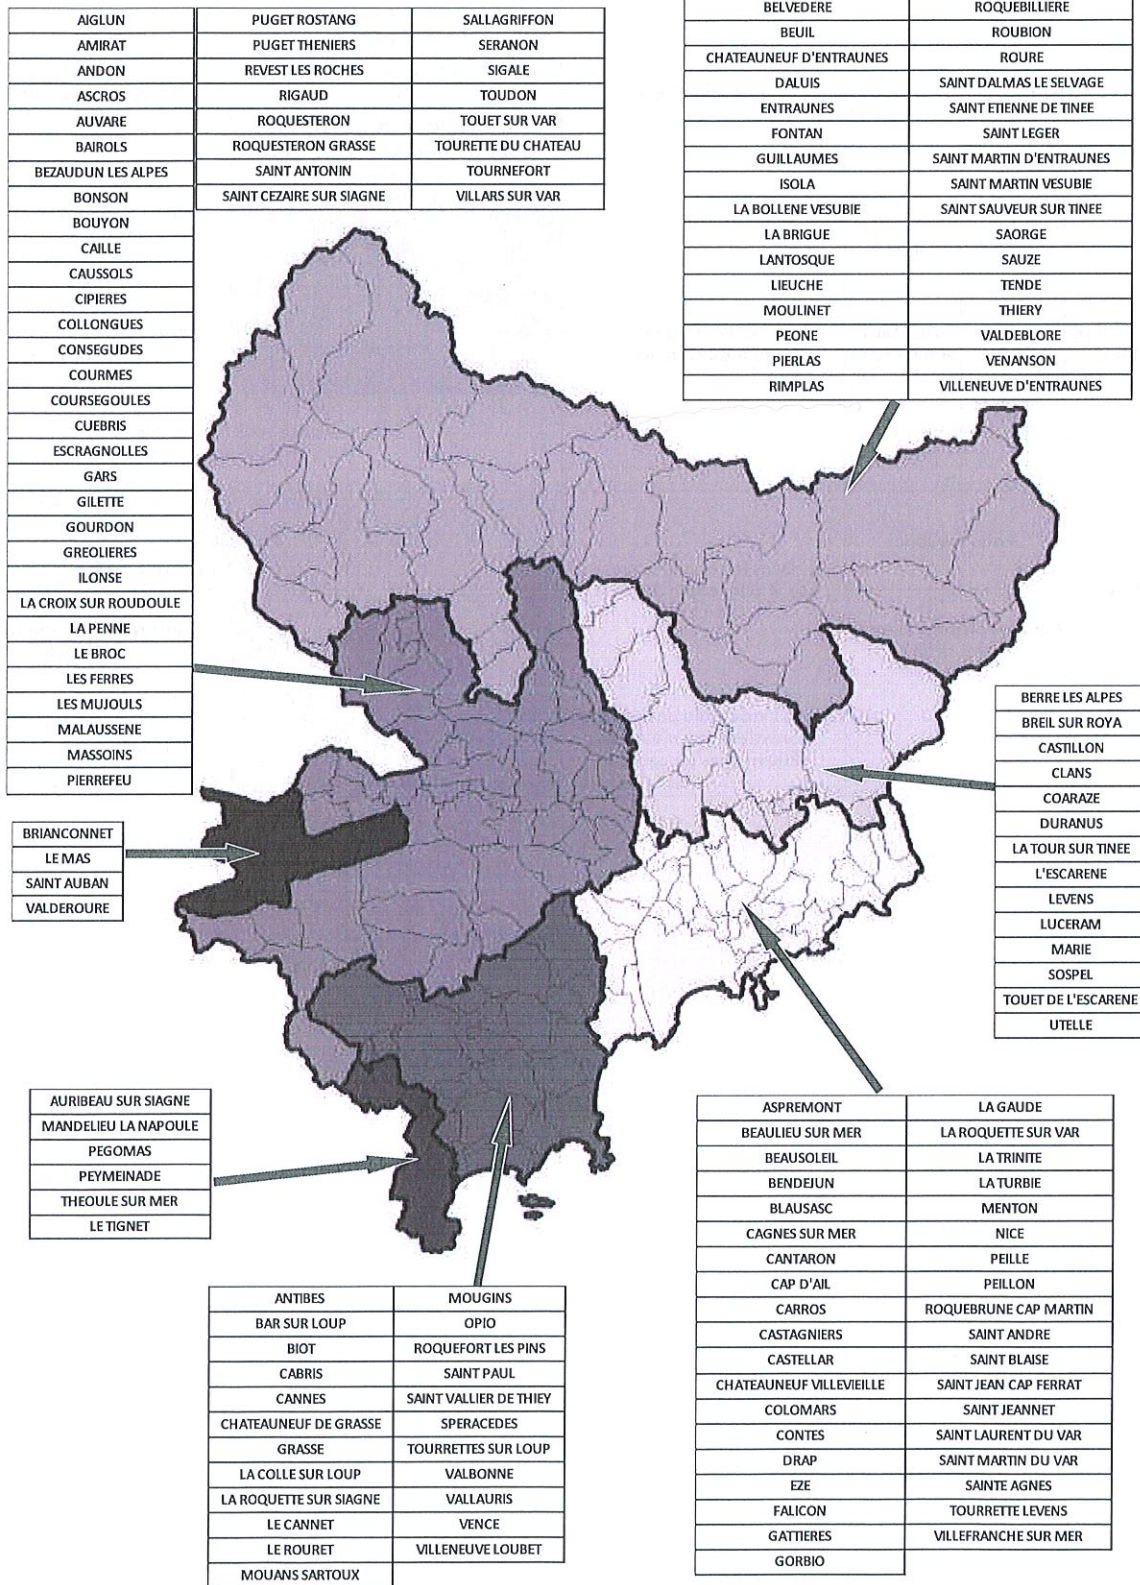 AIGLUN PUGET ROSTANG SALLAGRIFFON
AMIRAT PUGET THENIERS SERANON
ANDON REVEST LES ROCHES SIGALE
ASCROS RIGAUD TOUDON
AUVARE ROQUESTERON TOUET SUR VAR
BAIROLS ROQUESTERON GRASSE TOURETTE DU CHATEAU
BEZAUDUN LES ALPES SAINT ANTONIN TOURNEFORT
BONSON SAINT CEZAIRE SUR SIAGNE VILLARS SUR VAR
BOUYON
CAILLE
CAUSSOLS
CIPIERES
COLLONGUES
CONSEGUDES
COURMES
COURSEGOULES
CUEBRIS
ESCRAGNOLLES
GARS
GILETTE
GOURDON
GREOLIERES
ILONSE
LA CROIX SUR ROUDOULE
LA PENNE
LE BROC
LES FERRES
LES MUJOULS
MALAUSSENE
MASSOINS
PIERREFEU
BELVEDERE ROQUEBILLIERE
BEUIL ROUBION
CHATEAUNEUF D'ENTRAUNES ROURE
DALUIS SAINT DALMAS LE SELVAGE
ENTRAUNES SAINT ETIENNE DE TINEE
FONTAN SAINT LEGER
GUILLAUMES SAINT MARTIN D'ENTRAUNES
ISOLA SAINT MARTIN VESUBIE
LA BOLLENE VESUBIE SAINT SAUVEUR SUR TINEE
LA BRIGUE SAORGE
LANTOSQUE SAUZE
LIEUCHE TENDE
MOULINET THIERY
PEONE VALDEBLORE
PIERLAS VENANSON
RIMPLAS VILLENEUVE D'ENTRAUNES
BERRE LES ALPES
BREIL SUR ROYA
CASTILLON
CLANS
COARAZE
DURANUS
LA TOUR SUR TINEE
L'ESCARENE
LEVENS
LUCERAM
MARIE
SOSPEL
TOUET DE L'ESCARENE
UTELLE
BRIANCONNET
LE MAS
SAINT AUBAN
VALDEROURE
AURIBEAU SUR SIAGNE
MANDELIEU LA NAPOULE
PEGOMAS
PEYMEINADE
THEOULE SUR MER
LE TIGNET
ANTIBES MOUGINS
BAR SUR LOUP OPIO
BIOT ROQUEFORT LES PINS
CABRIS SAINT PAUL
CANNES SAINT VALLIER DE THIEY
CHATEAUNEUF DE GRASSE SPERACEDES
GRASSE TOURRETTES SUR LOUP
LA COLLE SUR LOUP VALBONNE
LA ROQUETTE SUR SIAGNE VALLAURIS
LE CANNET VENCE
LE ROURET VILLENEUVE LOUBET
MOUANS SARTOUX
ASPREMONT LA GAUDE
BEAULIEU SUR MER LA ROQUETTE SUR VAR
BEAUSOLEIL LA TRINITE
BENDEJUN LA TURBIE
BLAUSASC MENTON
CAGNES SUR MER NICE
CANTARON PEILLE
CAP D'AIL PEILLON
CARROS ROQUEBRUNE CAP MARTIN
CASTAGNIERS SAINT ANDRE
CASTELLAR SAINT BLAISE
CHATEAUNEUF VILLEVIEILLE SAINT JEAN CAP FERRAT
COLOMARS SAINT JEANNET
CONTES SAINT LAURENT DU VAR
DRAP SAINT MARTIN DU VAR
EZE SAINTE AGNES
FALICON TOURRETTE LEVENS
GATTIERES VILLEFRANCHE SUR MER
GORBIO